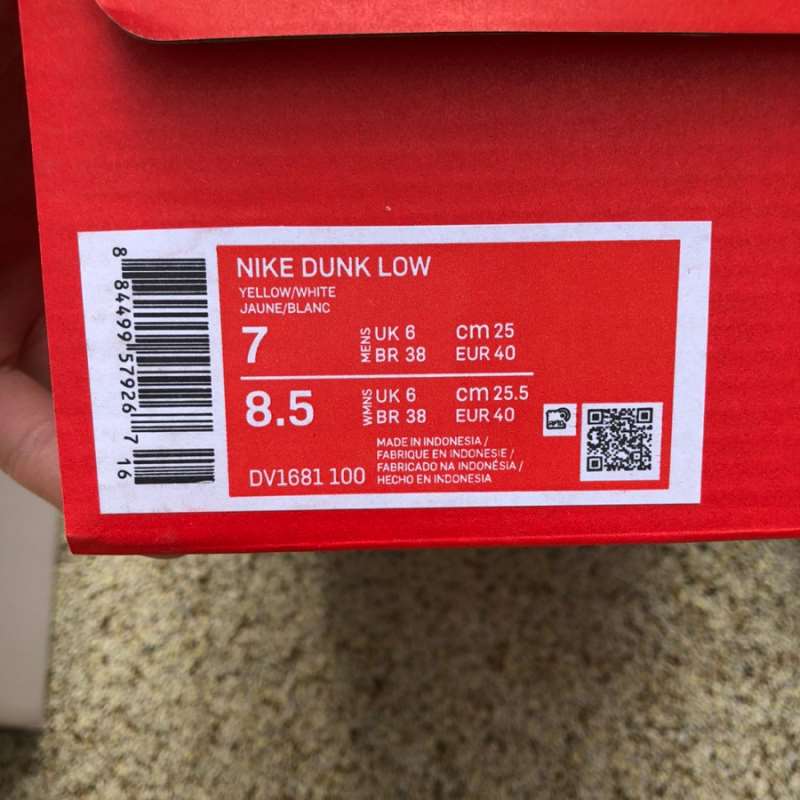 8 84499 57926 7 16
NIKE DUNK LOW
YELLOW/WHITE
JAUNE/BLANC
7 MENS UK 6 cm 25
BR 38 EUR 40
8.5 WMNS UK 6 cm 25.5
BR 38 EUR 40
MADE IN INDONESIA /
FABRIQUE EN INDONESIE /
FABRICADO NA INDONÉSIA /
HECHO EN INDONESIA
DV1681 100